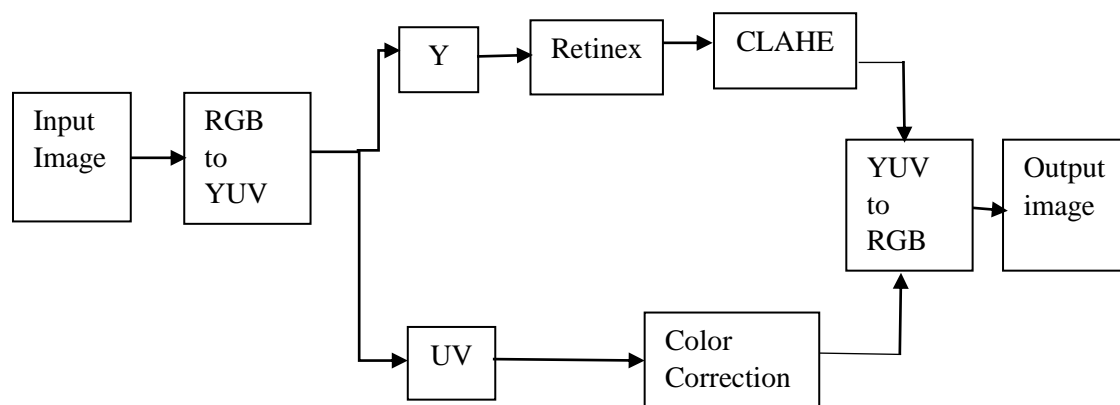 Input
Image
RGB
to
YUV
Y
Retinex
CLAHE
UV
Color
Correction
YUV
to
RGB
Output
image